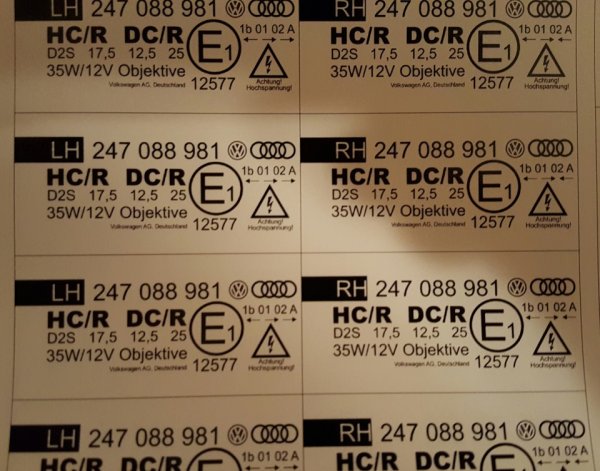 LH 247 088 981
HC/R DC/R E1 1b 01 02 A
D2S 17,5 12,5 25
35W/12V Objektive
Volkswagen AG, Deutschland 12577 Achtung! Hochspannung!
RH 247 088 981
HC/R DC/R E1 1b 01 02 A
D2S 17,5 12,5 25
35W/12V Objektive
Volkswagen AG, Deutschland 12577 Achtung! Hochspannung!
LH 247 088 981
HC/R DC/R E1 1b 01 02 A
D2S 17,5 12,5 25
35W/12V Objektive
Volkswagen AG, Deutschland 12577 Achtung! Hochspannung!
RH 247 088 981
HC/R DC/R E1 1b 01 02 A
D2S 17,5 12,5 25
35W/12V Objektive
Volkswagen AG, Deutschland 12577 Achtung! Hochspannung!
LH 247 088 981
HC/R DC/R E1 1b 01 02 A
D2S 17,5 12,5 25
35W/12V Objektive
Volkswagen AG, Deutschland 12577 Achtung! Hochspannung!
RH 247 088 981
HC/R DC/R E1 1b 01 02 A
D2S 17,5 12,5 25
35W/12V Objektive
Volkswagen AG, Deutschland 12577 Achtung! Hochspannung!
LH 247 088 981
HC/R DC/R E 1b 01 02 A
RH 247 088 981
HC/R DC/R E 1b 01 02 A